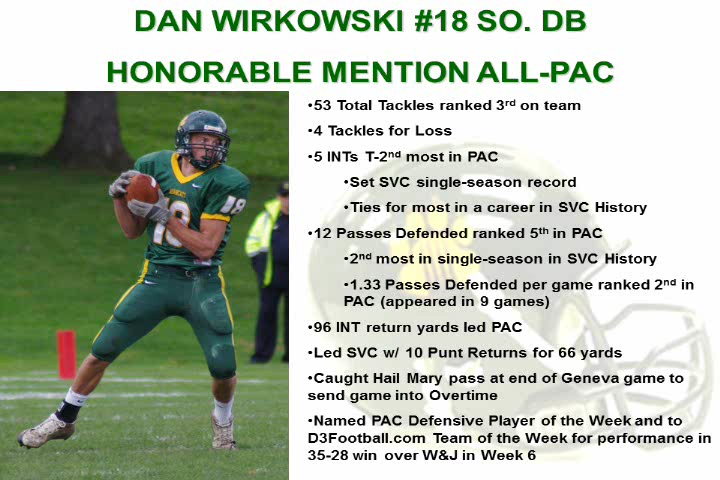 DAN WIRKOWSKI #18 SO. DB
HONORABLE MENTION ALL-PAC
•53 Total Tackles ranked 3rd on team
•4 Tackles for Loss
•5 INTs T-2nd most in PAC
•Set SVC single-season record
•Ties for most in a career in SVC History
•12 Passes Defended ranked 5th in PAC
•2nd most in single-season in SVC History
•1.33 Passes Defended per game ranked 2nd in
PAC (appeared in 9 games)
•96 INT return yards led PAC
•Led SVC w/ 10 Punt Returns for 66 yards
•Caught Hail Mary pass at end of Geneva game to
send game into Overtime
•Named PAC Defensive Player of the Week and to
D3Football.com Team of the Week for performance in
35-28 win over W&J in Week 6
18
18